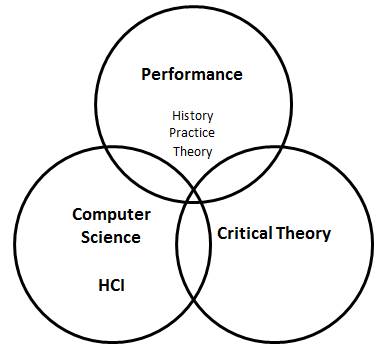 Performance
History
Practice
Theory
Computer
Science
HCI
Critical Theory